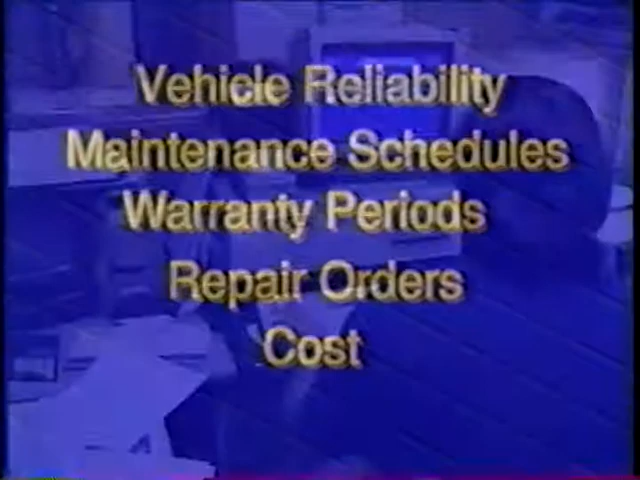 Vehicle Reliability
Maintenance Schedules
Warranty Periods
Repair Orders
Cost